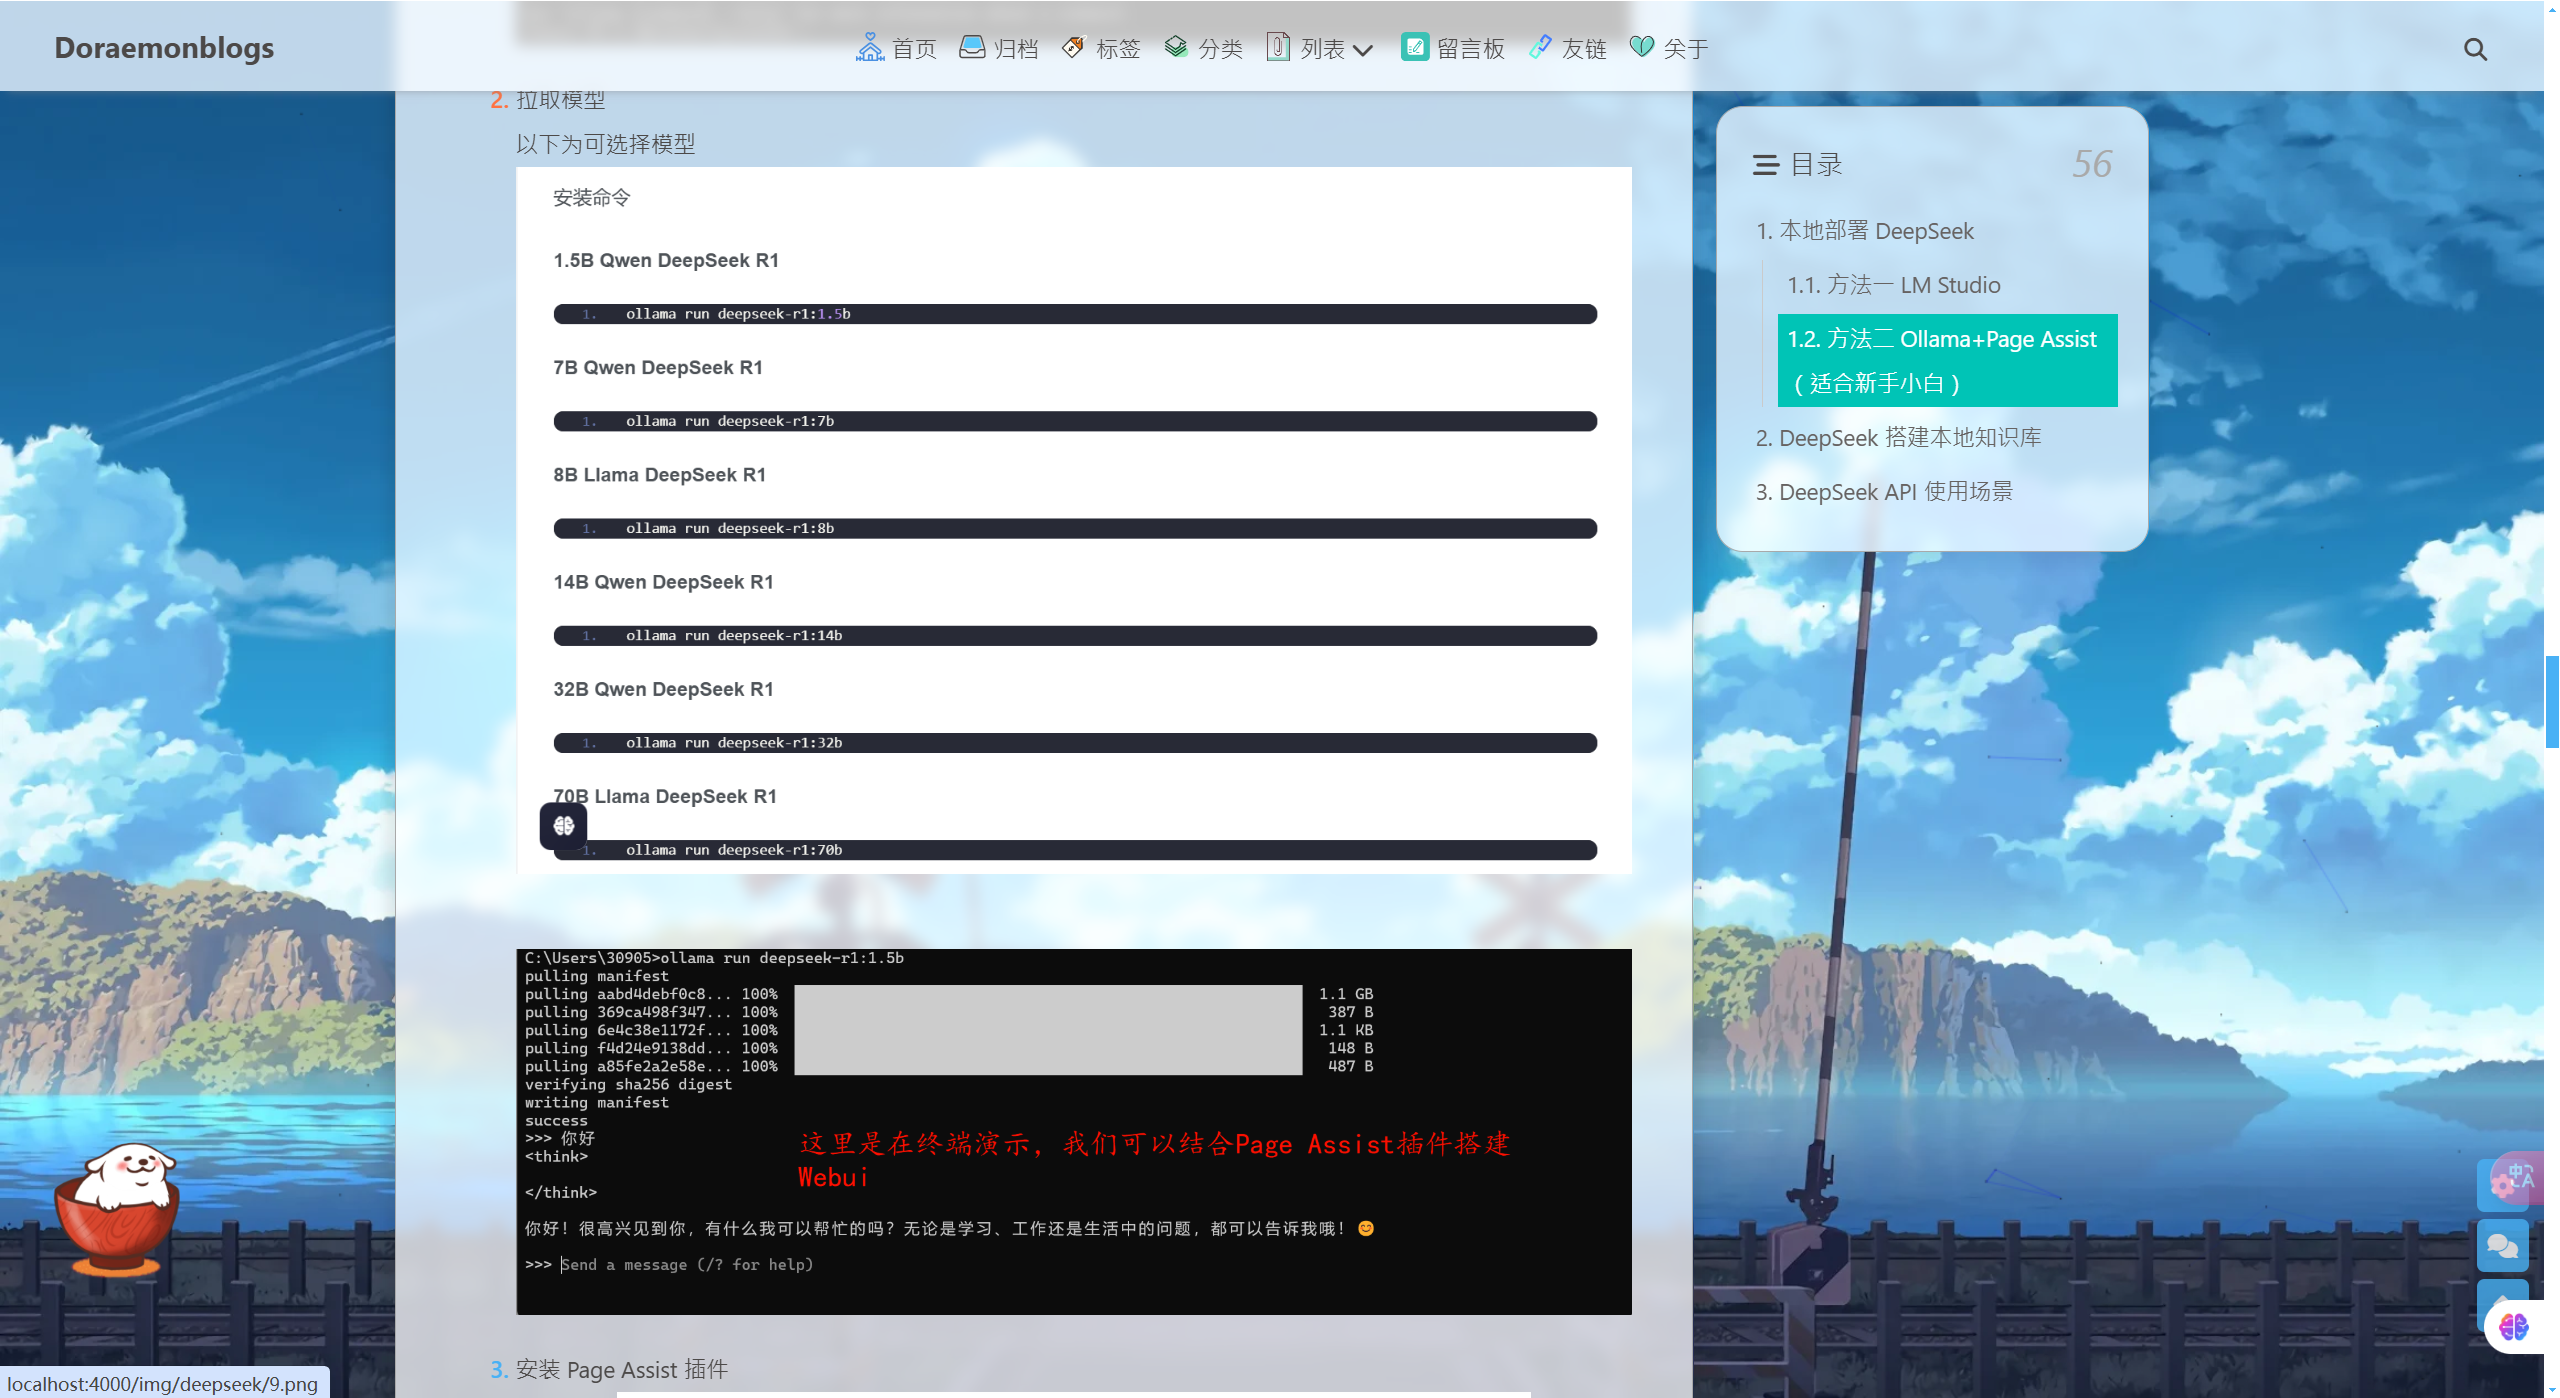 Doraemonblogs
首页 归档 标签 分类 列表 留言板 友链 关于
2. 拉取模型
以下为可选择模型
安装命令
1.5B Qwen DeepSeek R1
1. ollama run deepseek-r1:1.5b
7B Qwen DeepSeek R1
1. ollama run deepseek-r1:7b
8B Llama DeepSeek R1
1. ollama run deepseek-r1:8b
14B Qwen DeepSeek R1
1. ollama run deepseek-r1:14b
32B Qwen DeepSeek R1
1. ollama run deepseek-r1:32b
70B Llama DeepSeek R1
1. ollama run deepseek-r1:70b
C:\Users\30905>ollama run deepseek-r1:1.5b
pulling manifest
pulling aabd4debf0c8... 100% 1.1 GB
pulling 369ca498f347... 100% 387 B
pulling 6e4c38e1172f... 100% 1.1 KB
pulling f4d24e9138dd... 100% 148 B
pulling a85fe2a2e58e... 100% 487 B
verifying sha256 digest
writing manifest
success
>>> 你好
<think>
</think>
这里是在终端演示，我们可以结合Page Assist插件搭建
Webui
你好！很高兴见到你，有什么我可以帮忙的吗？无论是学习、工作还是生活中的问题，都可以告诉我哦！😊
>>> Send a message (/? for help)
3. 安装 Page Assist 插件
目录 56
1. 本地部署 DeepSeek
1.1. 方法一 LM Studio
1.2. 方法二 Ollama+Page Assist
（适合新手小白）
2. DeepSeek 搭建本地知识库
3. DeepSeek API 使用场景
中 A
localhost:4000/img/deepseek/9.png